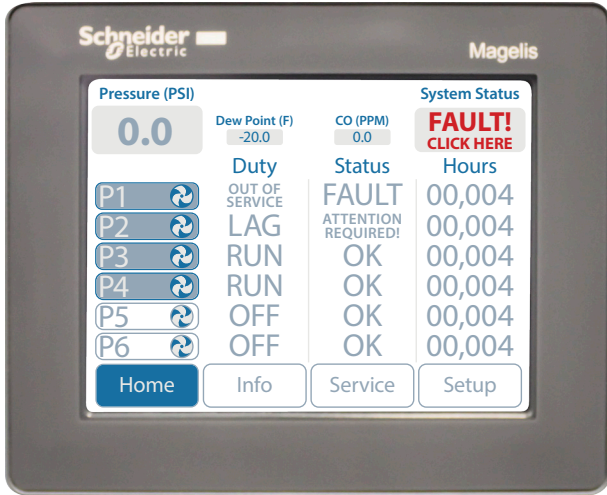 Schneider
Electric
Magelis
Pressure (PSI)
System Status
0.0
Dew Point (F)
-20.0
CO (PPM)
0.0
FAULT!
CLICK HERE
Duty Status Hours
P1 OUT OF SERVICE FAULT 00,004
P2 LAG ATTENTION REQUIRED! 00,004
P3 RUN OK 00,004
P4 RUN OK 00,004
P5 OFF OK 00,004
P6 OFF OK 00,004
Home Info Service Setup